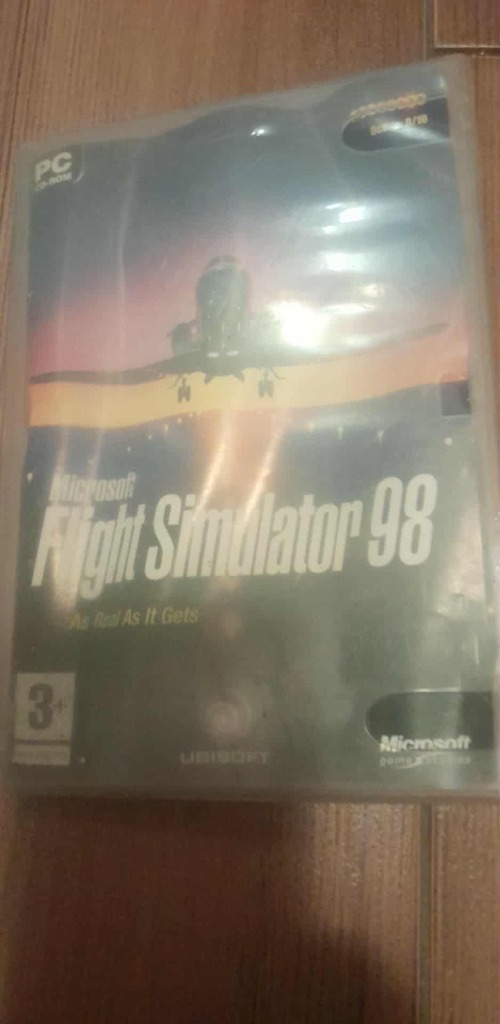 PC
CD-ROM
Microsoft
Flight Simulator 98
As Real As It Gets
3+
UBISOFT
Microsoft
game studios